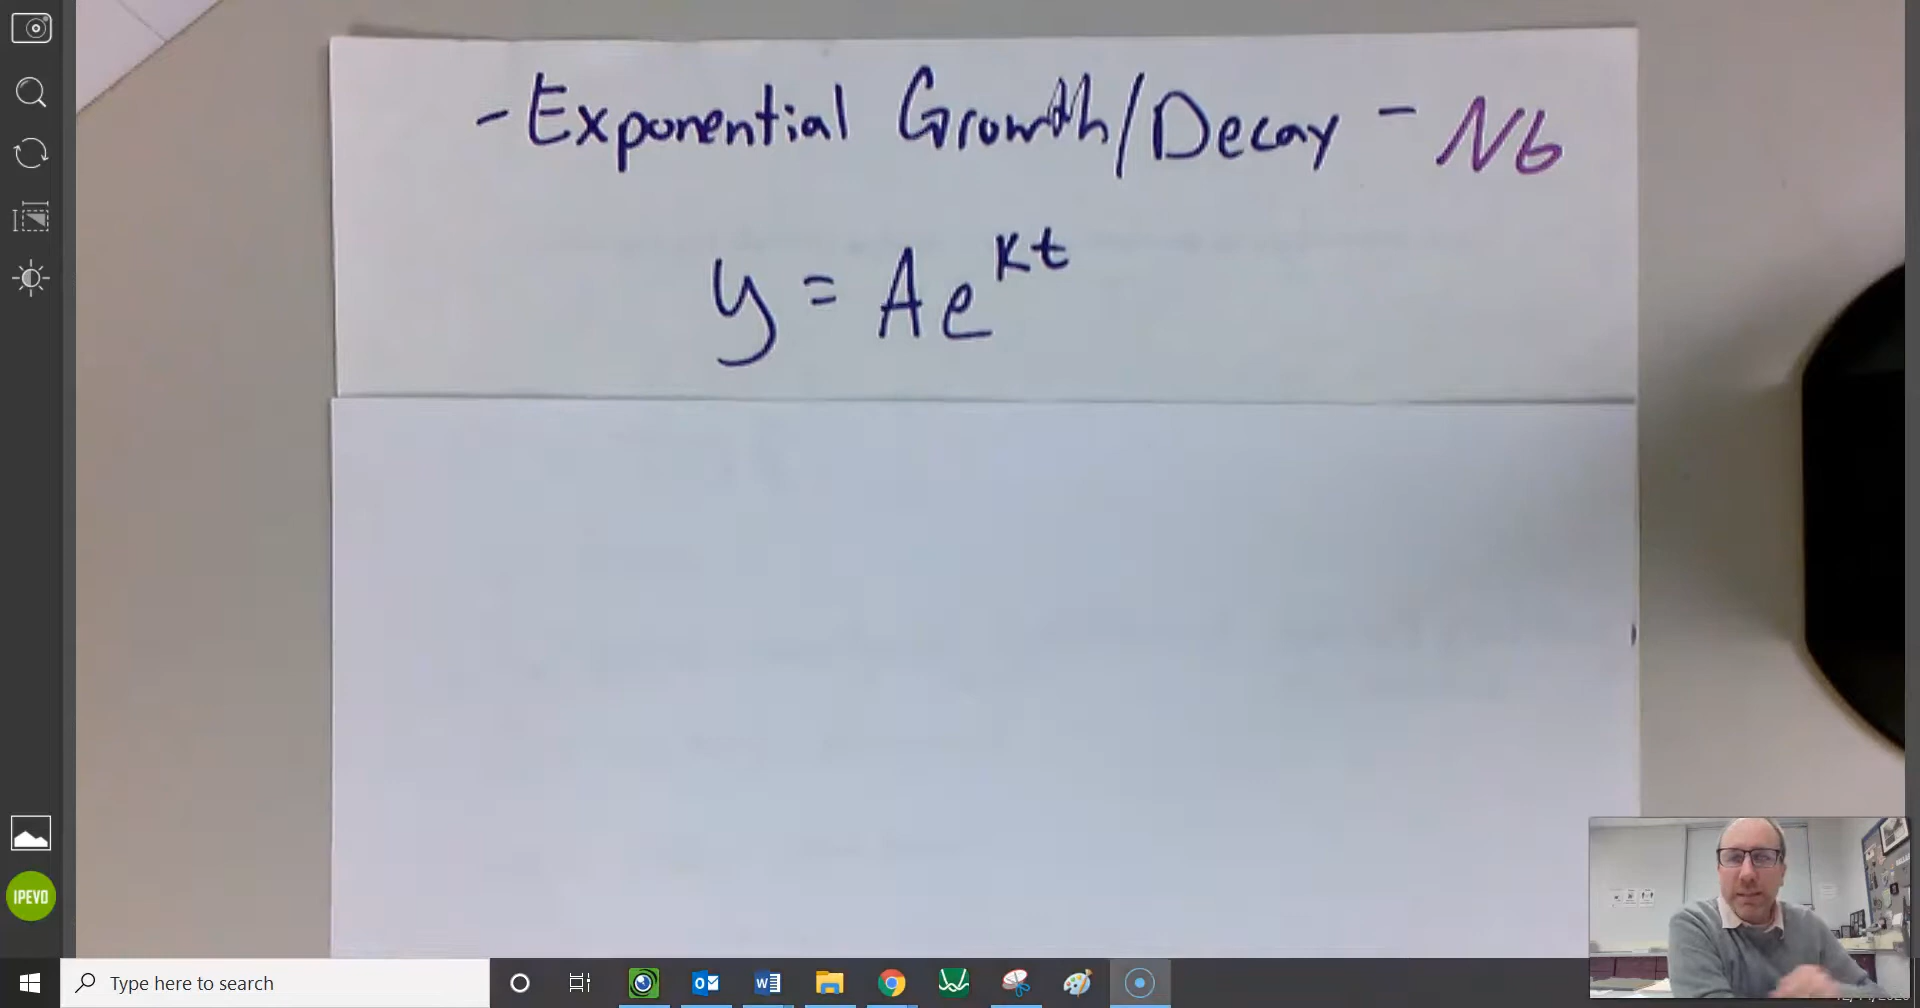 - Exponential Growth/Decay - N6
y = Ae^kt
IPEVO
Type here to search